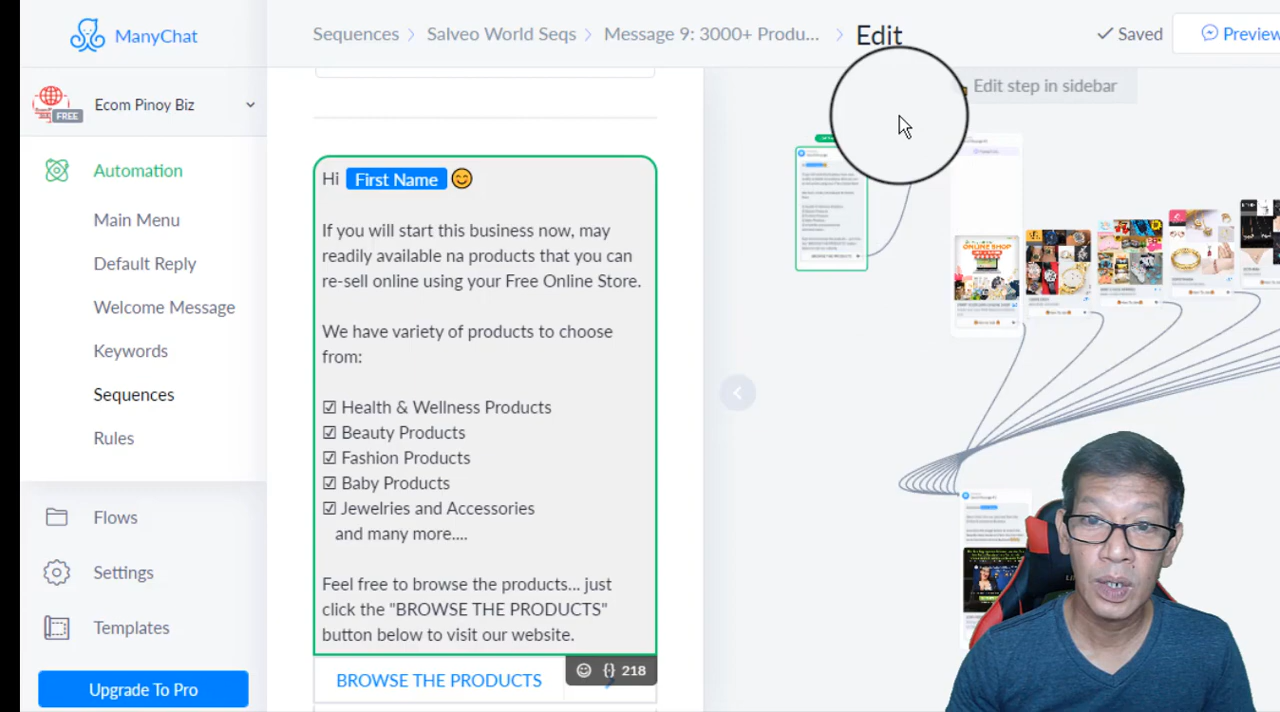 ManyChat
Sequences
Salveo World Seqs
Message 9: 3000+ Produ...
Edit
Saved
Preview
Ecom Pinoy Biz
FREE
Edit step in sidebar
Automation
Main Menu
Default Reply
Welcome Message
Keywords
Sequences
Rules
Flows
Settings
Templates
Upgrade To Pro
Hi First Name
If you will start this business now, may
readily available na products that you can
re-sell online using your Free Online Store.
We have variety of products to choose
from:
Health & Wellness Products
Beauty Products
Fashion Products
Baby Products
Jewelries and Accessories
and many more....
Feel free to browse the products... just
click the "BROWSE THE PRODUCTS"
button below to visit our website.
218
BROWSE THE PRODUCTS
ONLINE SHOP